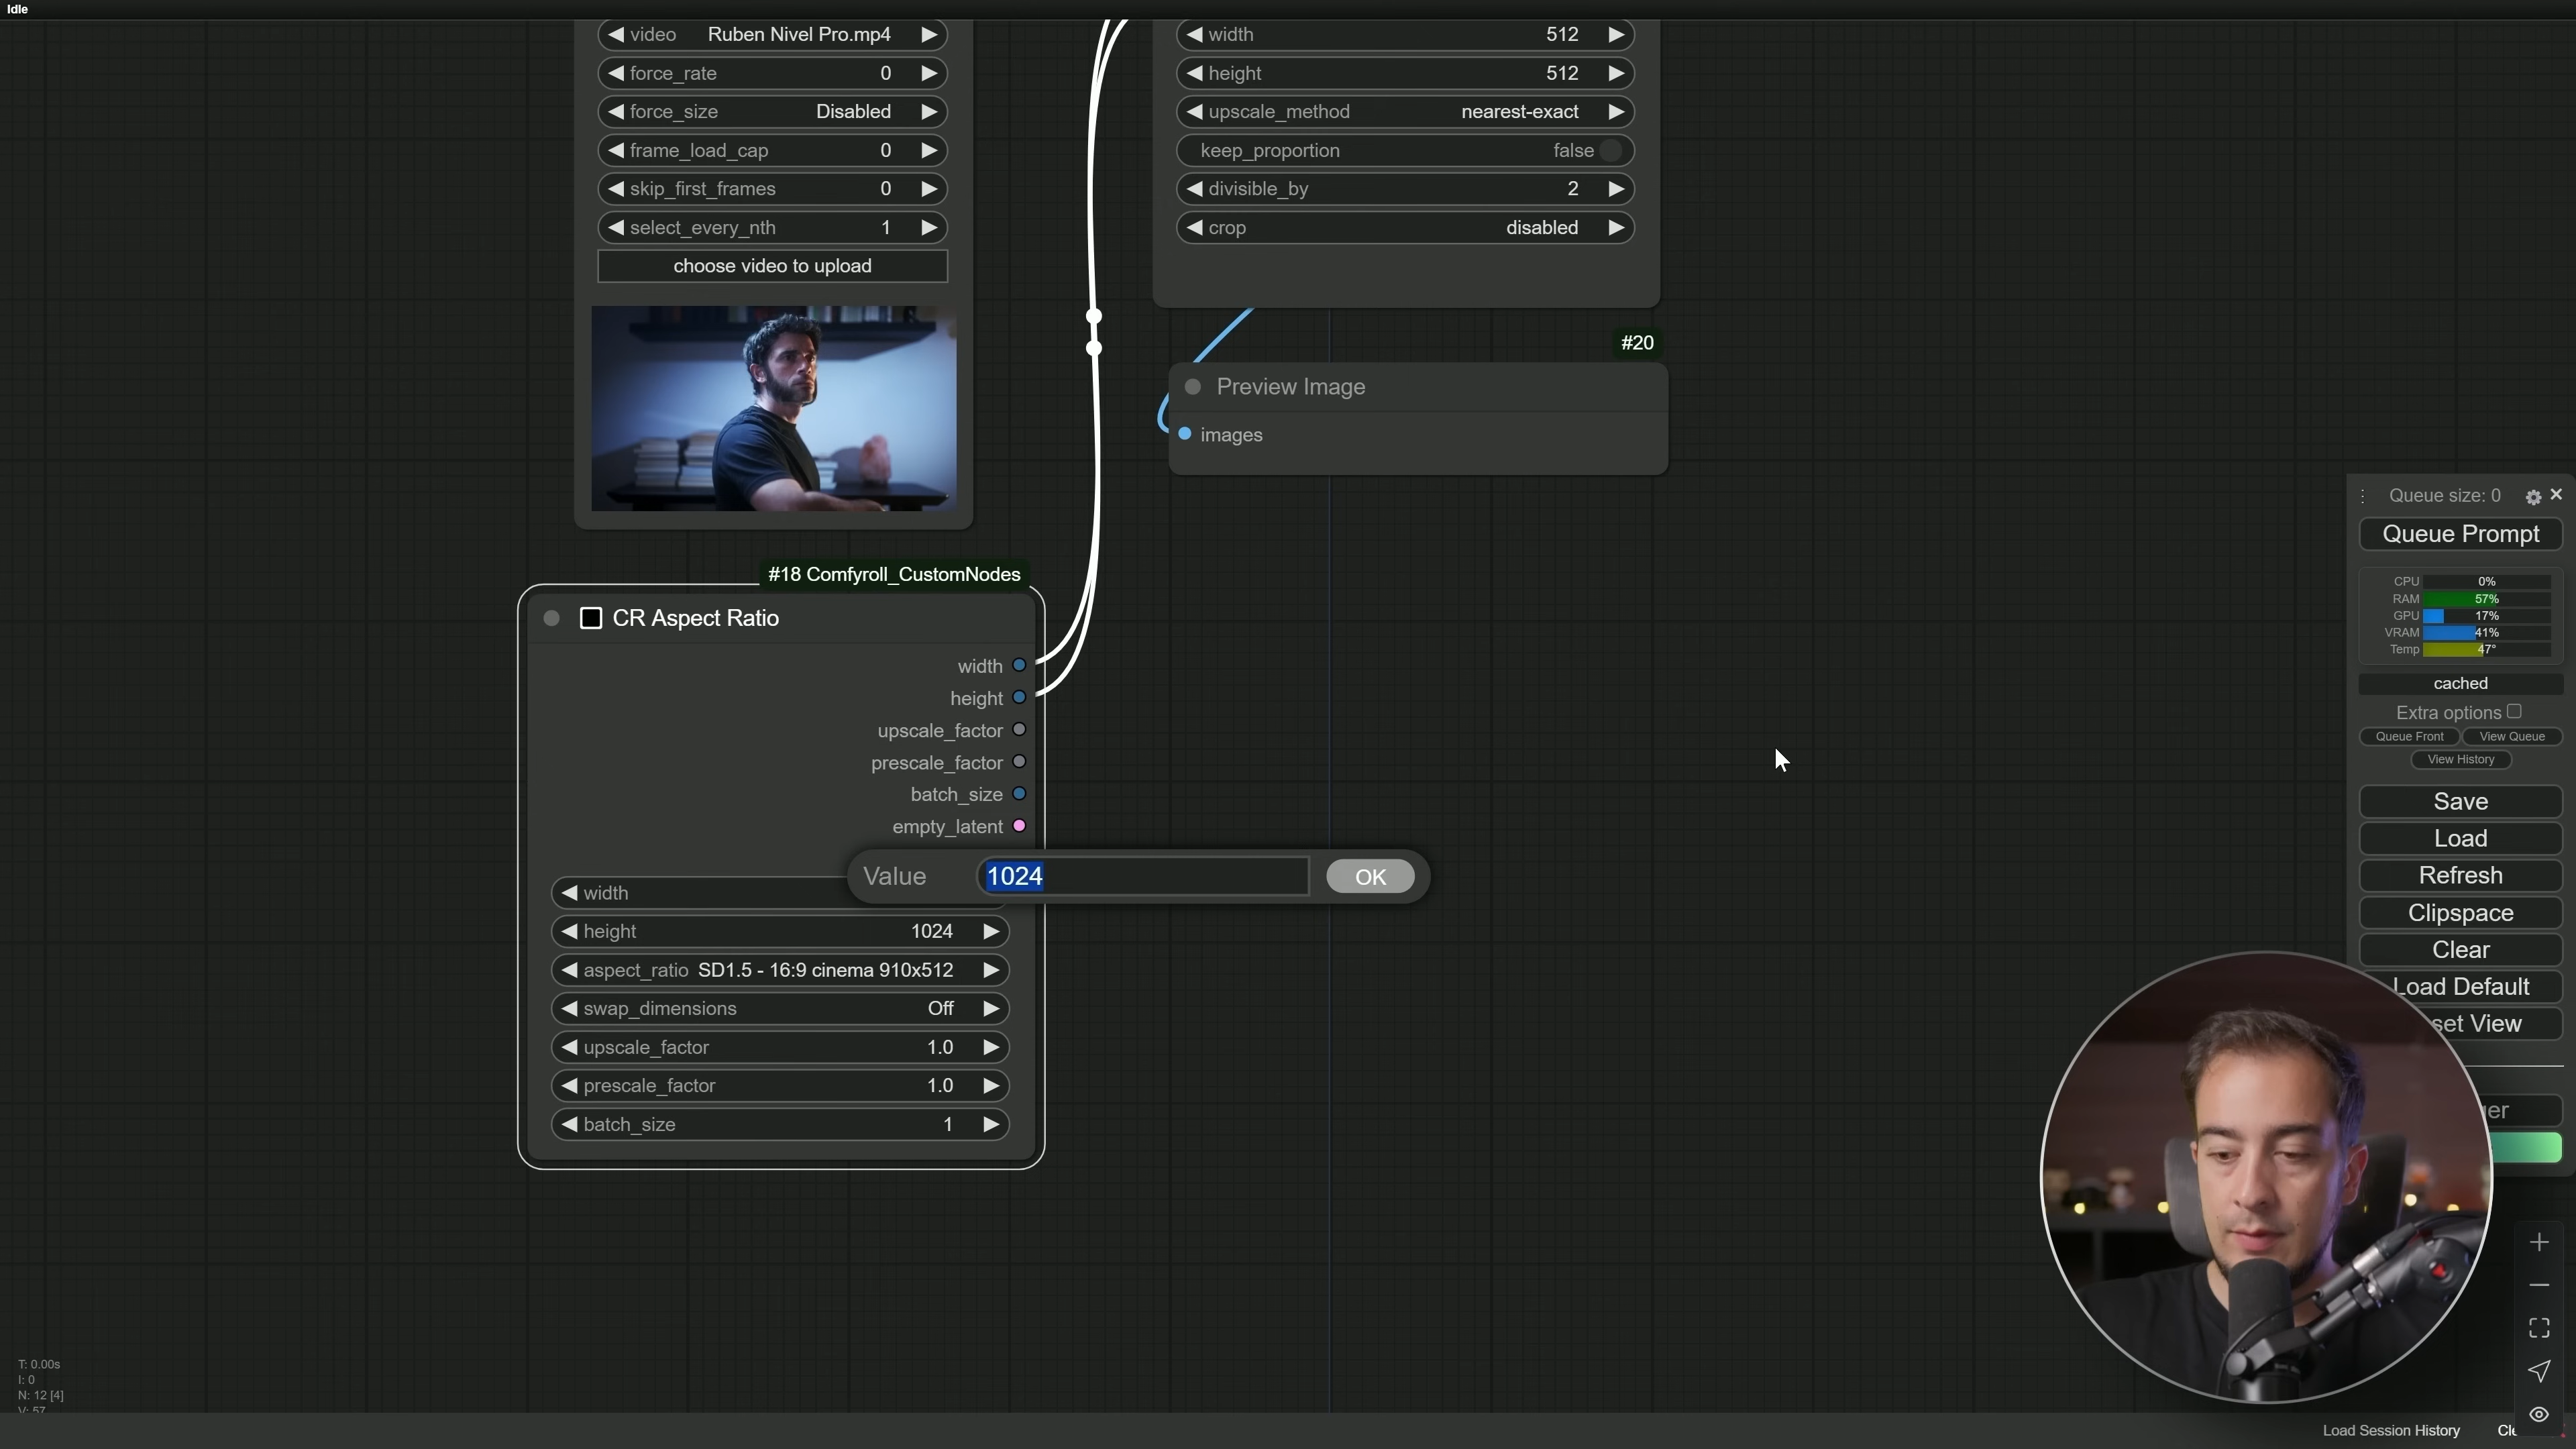 Idle
video Ruben Nivel Pro.mp4
force_rate 0
force_size Disabled
frame_load_cap 0
skip_first_frames 0
select_every_nth 1
choose video to upload
width 512
height 512
upscale_method nearest-exact
keep_proportion false
divisible_by 2
crop disabled
#20
Preview Image
images
#18 Comfyroll_CustomNodes
CR Aspect Ratio
width
height
upscale_factor
prescale_factor
batch_size
empty_latent
Value 1024 OK
width
height 1024
aspect_ratio SD1.5 - 16:9 cinema 910x512
swap_dimensions Off
upscale_factor 1.0
prescale_factor 1.0
batch_size 1
Queue size: 0
Queue Prompt
CPU 0%
RAM 57%
GPU 17%
VRAM 41%
Temp 47°
cached
Extra options
Queue Front View Queue
View History
Save
Load
Refresh
Clipspace
Clear
Load Default
set View
T: 0.00s
I: 0
N: 12 [4]
V: 57
Load Session History